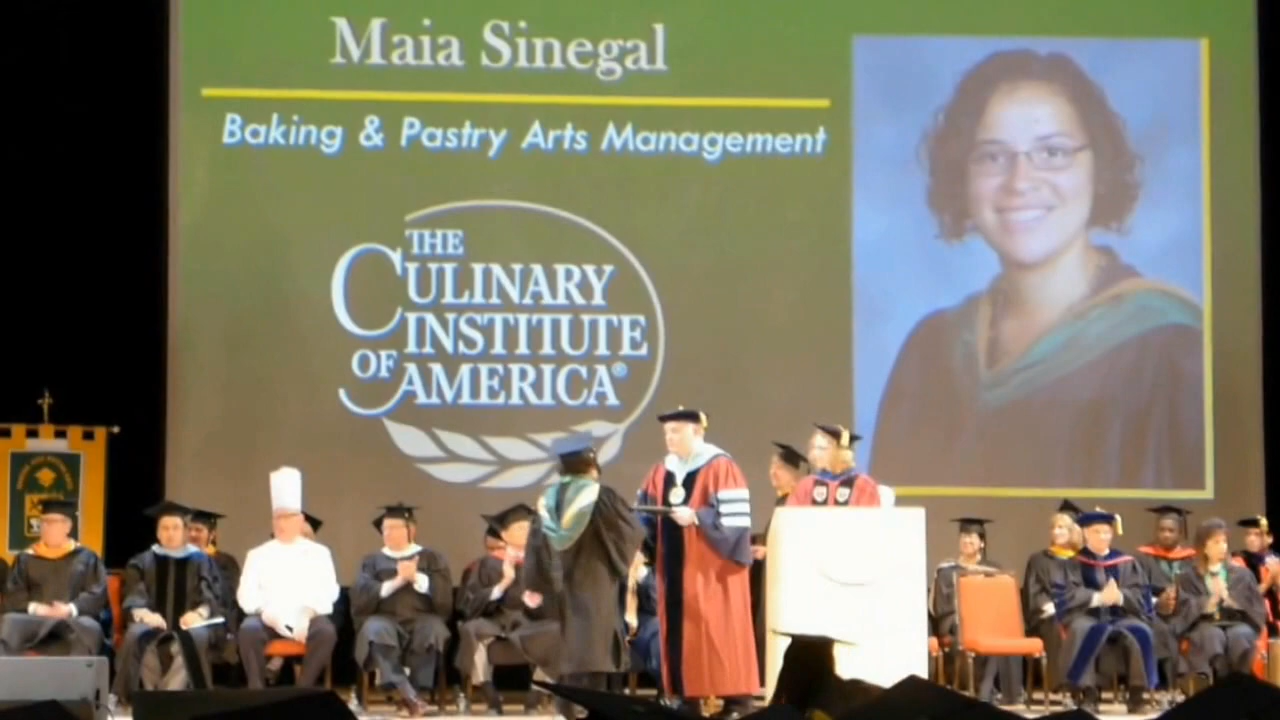 Maia Sinegal
Baking & Pastry Arts Management
THE
CULINARY
INSTITUTE
OF AMERICA®